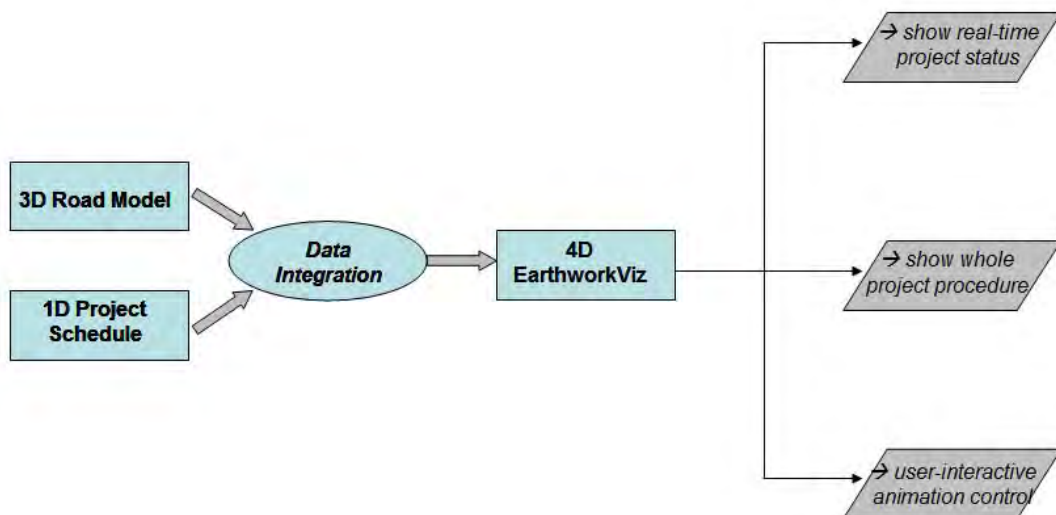 3D Road Model
1D Project
Schedule
Data
Integration
4D
EarthworkViz
→ show real-time
project status
→ show whole
project procedure
→ user-interactive
animation control